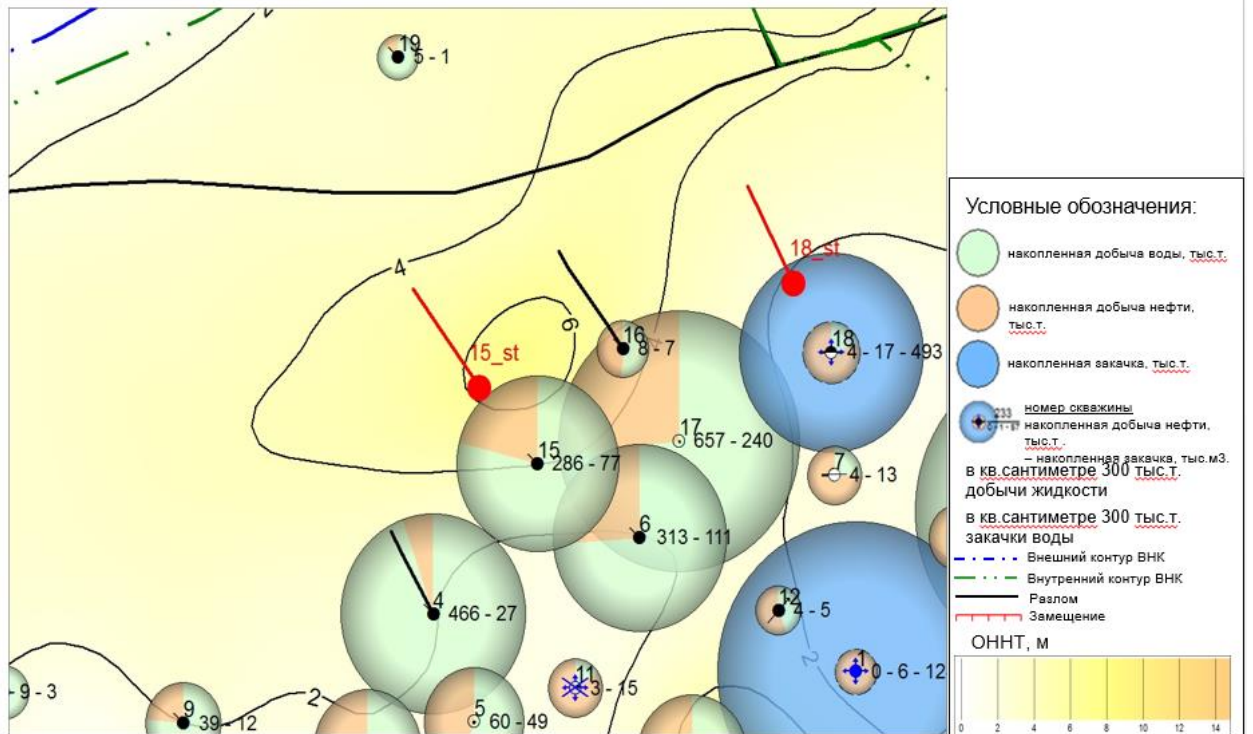 2
19
5 - 1
4
18_st
6
16
8 - 7
18
4 - 17 - 493
15_st
17
657 - 240
15
286 - 77
7
4 - 13
6
313 - 111
12
4 - 5
4
466 - 27
2
1
0 - 6 - 12
11
3 - 15
2
9 - 3
9
39 - 12
5
60 - 49
Условные обозначения:
накопленная добыча воды, тыс.т.
накопленная добыча нефти,
тыс.т.
накопленная закачка, тыс.т.
233
номер скважины
накопленная добыча нефти,
тыс.т .
– накопленная закачка, тыс.м3.
в кв.сантиметре 300 тыс.т.
добычи жидкости
в кв.сантиметре 300 тыс.т.
закачки воды
Внешний контур ВНК
Внутренний контур ВНК
Разлом
Замещение
ОННТ, м
0 2 4 6 8 10 12 14